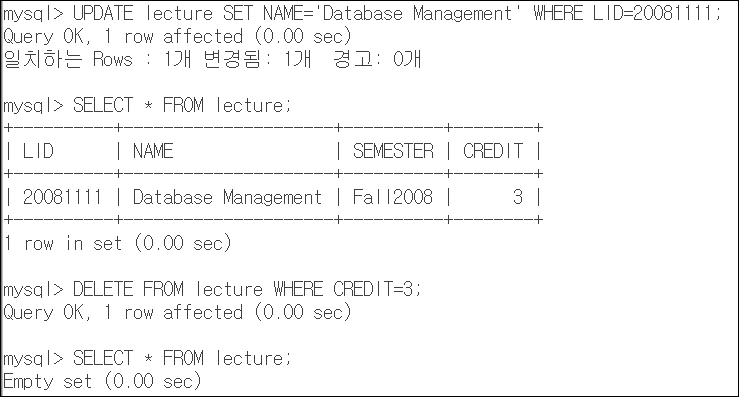 mysql> UPDATE lecture SET NAME='Database Management' WHERE LID=20081111;
Query OK, 1 row affected (0.00 sec)
일치하는 Rows : 1개 변경됨: 1개  경고: 0개
mysql> SELECT * FROM lecture;
+----------+---------------------+----------+--------+
| LID      | NAME                | SEMESTER | CREDIT |
+----------+---------------------+----------+--------+
| 20081111 | Database Management | Fall2008 |      3 |
+----------+---------------------+----------+--------+
1 row in set (0.00 sec)
mysql> DELETE FROM lecture WHERE CREDIT=3;
Query OK, 1 row affected (0.00 sec)
mysql> SELECT * FROM lecture;
Empty set (0.00 sec)